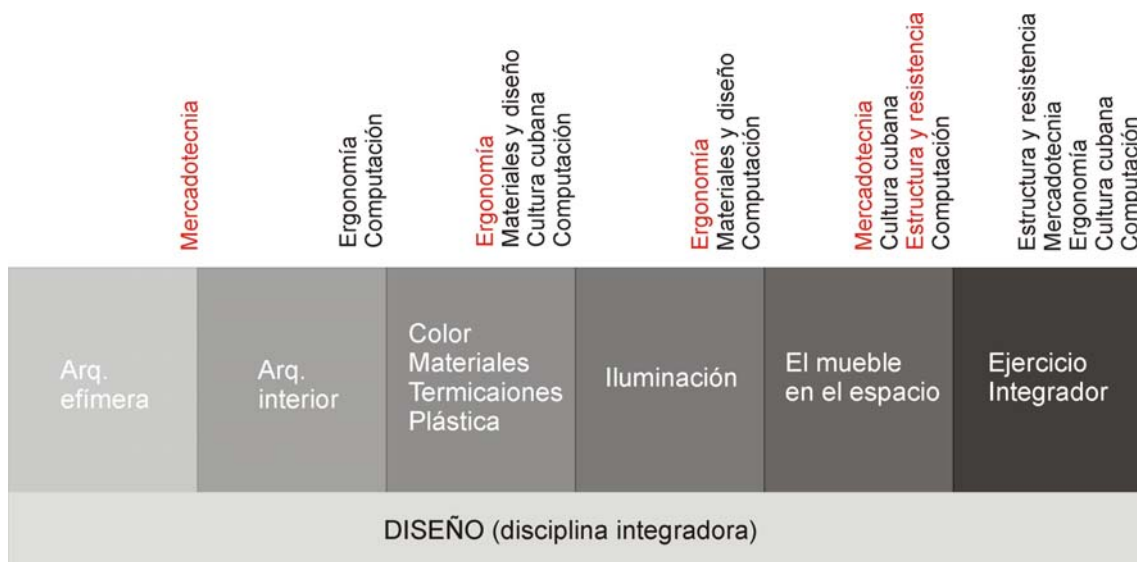 Mercadotecnia
Ergonomía
Computación
Ergonomía
Materiales y diseño
Cultura cubana
Computación
Ergonomía
Materiales y diseño
Computación
Mercadotecnia
Cultura cubana
Estructura y resistencia
Computación
Estructura y resistencia
Mercadotecnia
Ergonomía
Cultura cubana
Computación
Arq.
efímera
Arq.
interior
Color
Materiales
Termicaiones
Plástica
Iluminación
El mueble
en el espacio
Ejercicio
Integrador
DISEÑO (disciplina integradora)